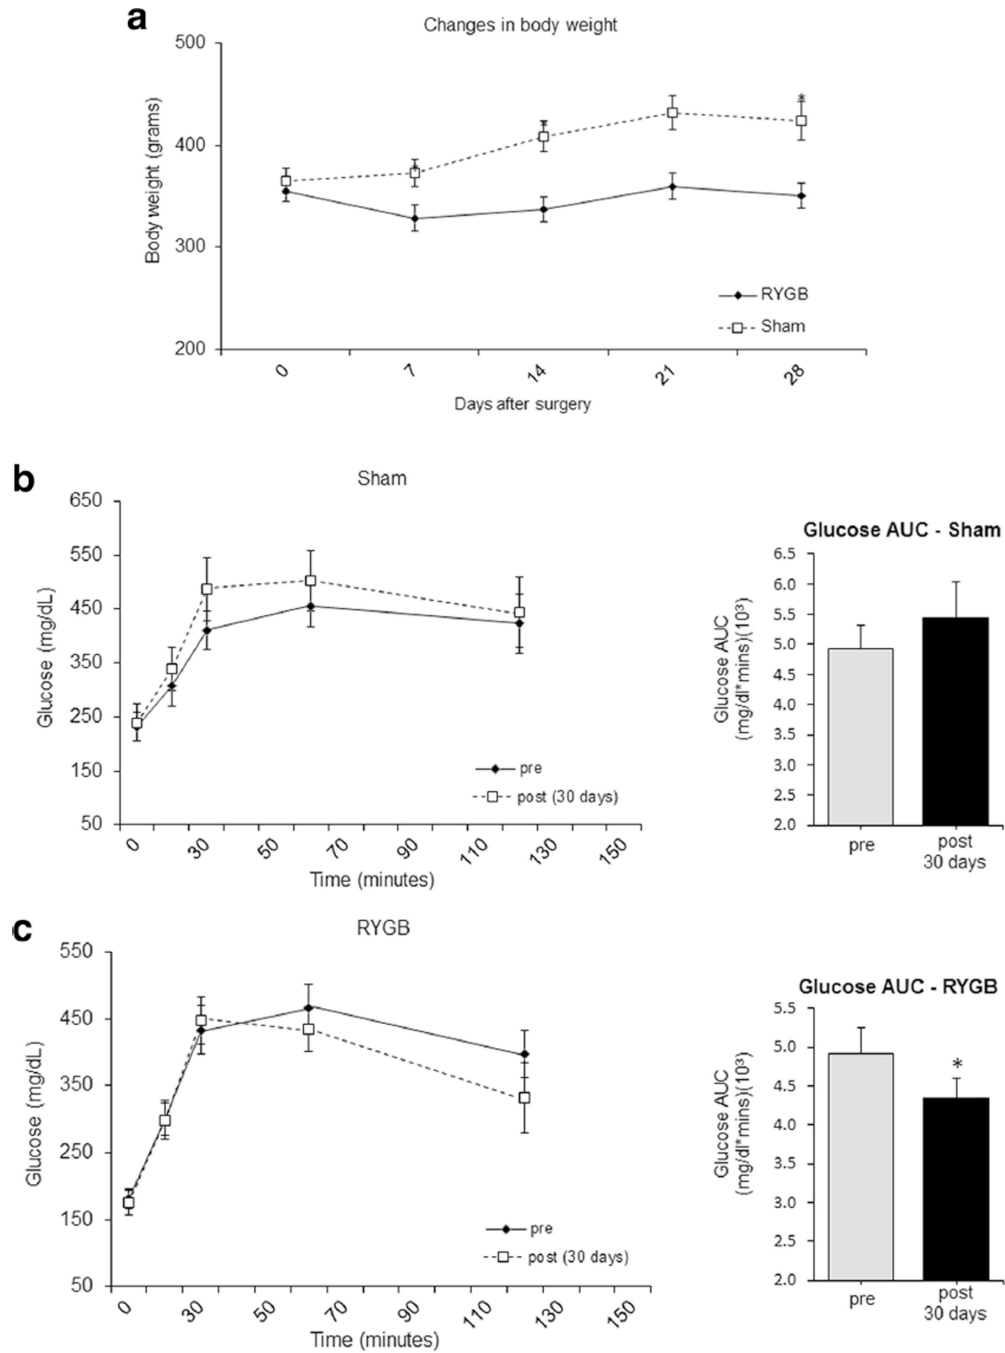 a
Changes in body weight
500
400
300
200
Body weight (grams)
*
*
*
RYGB
Sham
0
7
14
21
28
Days after surgery
b
Sham
650
550
450
350
250
150
50
Glucose (mg/dL)
pre
post (30 days)
0
30
60
70
90
110
130
150
Time (minutes)
Glucose AUC - Sham
6.5
6.0
5.5
5.0
4.5
4.0
3.5
3.0
2.5
2.0
Glucose AUC
(mg/dl*mins)(10³)
pre
post
30 days
c
RYGB
550
450
350
250
150
50
Glucose (mg/dL)
pre
post (30 days)
0
30
60
70
90
110
130
150
Time (minutes)
Glucose AUC - RYGB
5.5
5.0
4.5
4.0
3.5
3.0
2.5
2.0
Glucose AUC
(mg/dl*mins)(10³)
*
pre
post
30 days